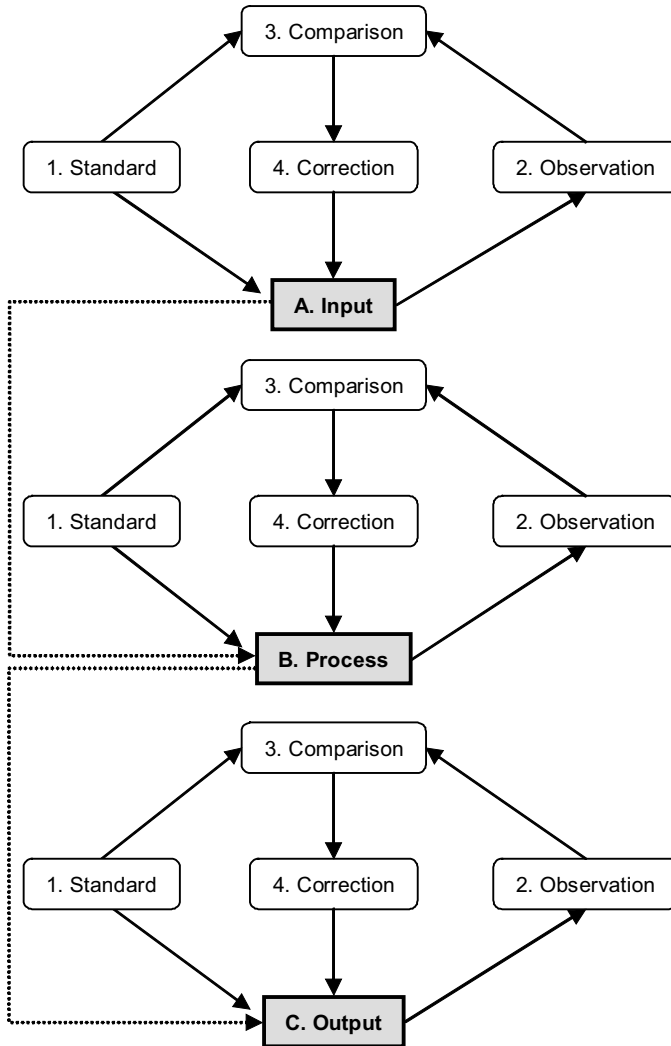 3. Comparison
1. Standard
4. Correction
2. Observation
A. Input
3. Comparison
1. Standard
4. Correction
2. Observation
B. Process
3. Comparison
1. Standard
4. Correction
2. Observation
C. Output